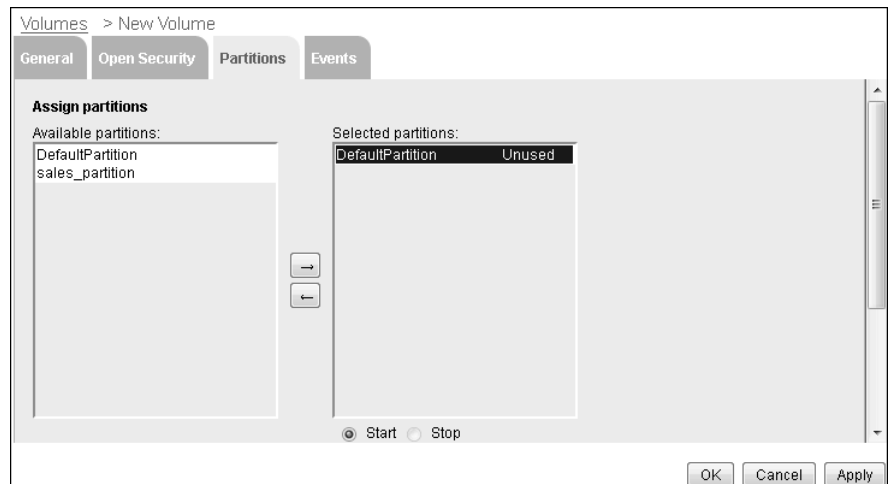 Volumes > New Volume
General Open Security Partitions Events
Assign partitions
Available partitions: Selected partitions:
DefaultPartition DefaultPartition Unused
sales_partition
→
←
Start Stop
OK Cancel Apply